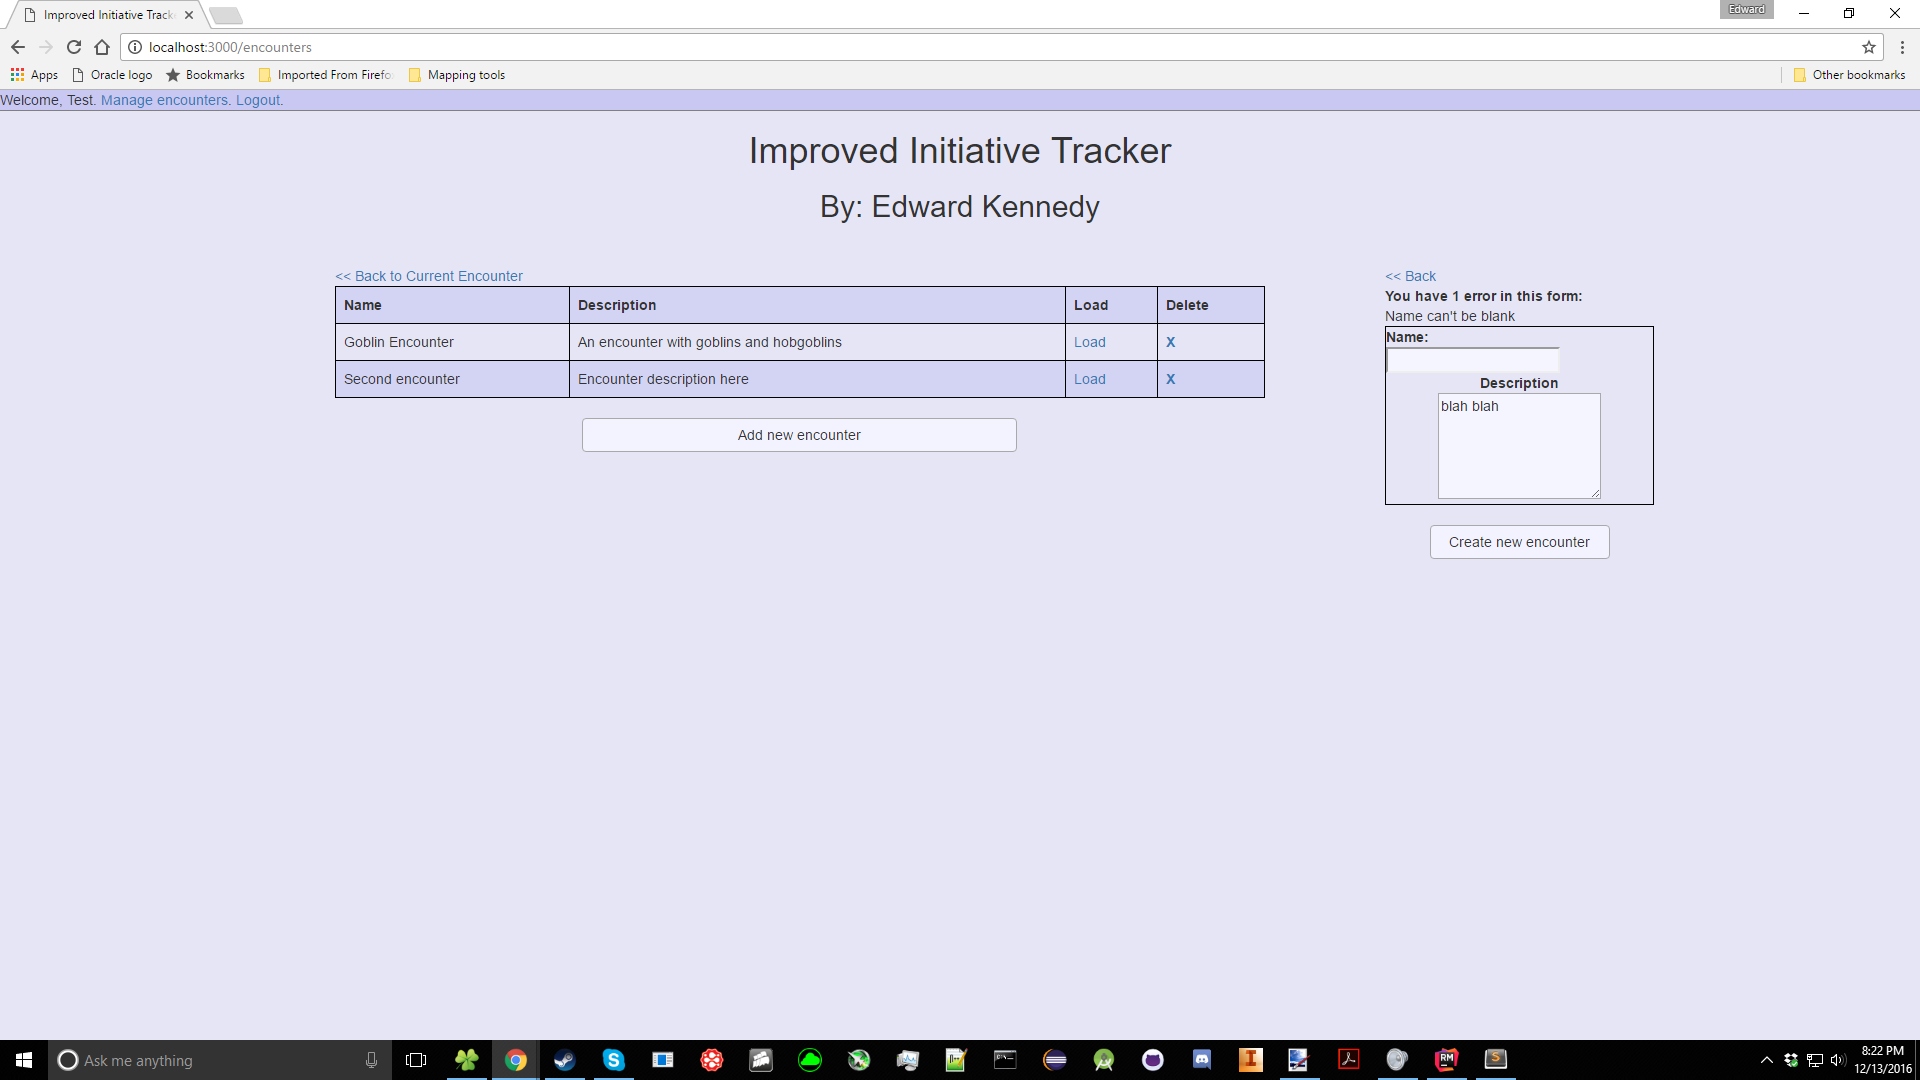 Improved Initiative Track
Edward
localhost:3000/encounters
Apps
Oracle logo
Bookmarks
Imported From Firefo
Mapping tools
Other bookmarks
Welcome, Test. Manage encounters. Logout.
Improved Initiative Tracker
By: Edward Kennedy
<< Back to Current Encounter
Name Description Load Delete
Goblin Encounter An encounter with goblins and hobgoblins Load X
Second encounter Encounter description here Load X
Add new encounter
<< Back
You have 1 error in this form:
Name can't be blank
Name:
Description
blah blah
Create new encounter
Ask me anything
RM
8:22 PM
12/13/2016